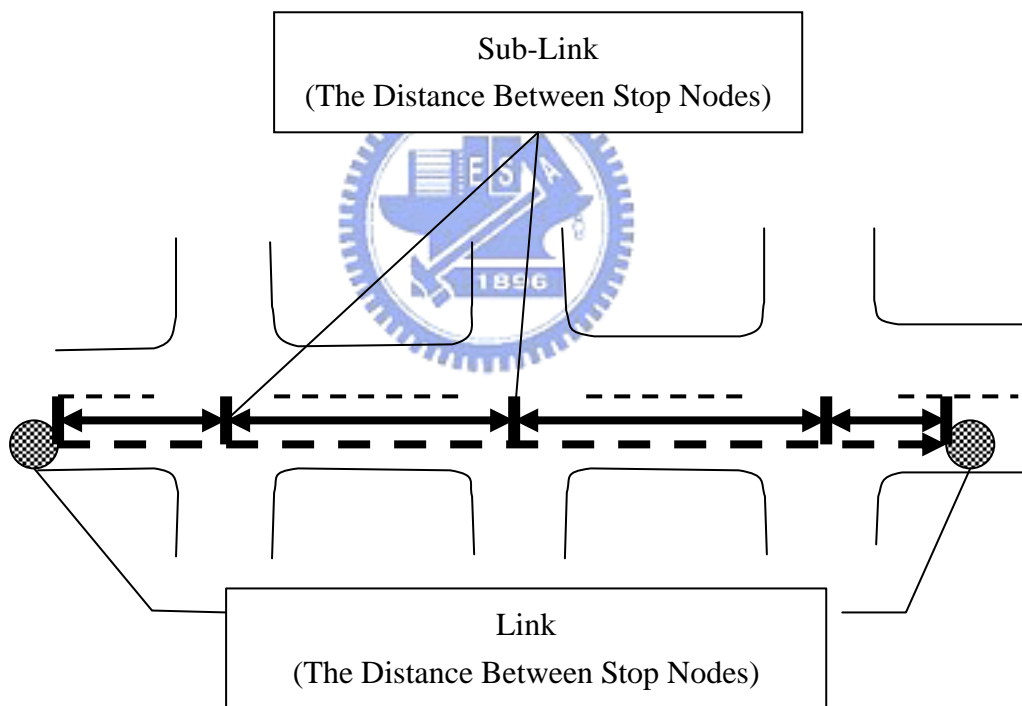 Sub-Link
(The Distance Between Stop Nodes)
E S A
1896
Link
(The Distance Between Stop Nodes)